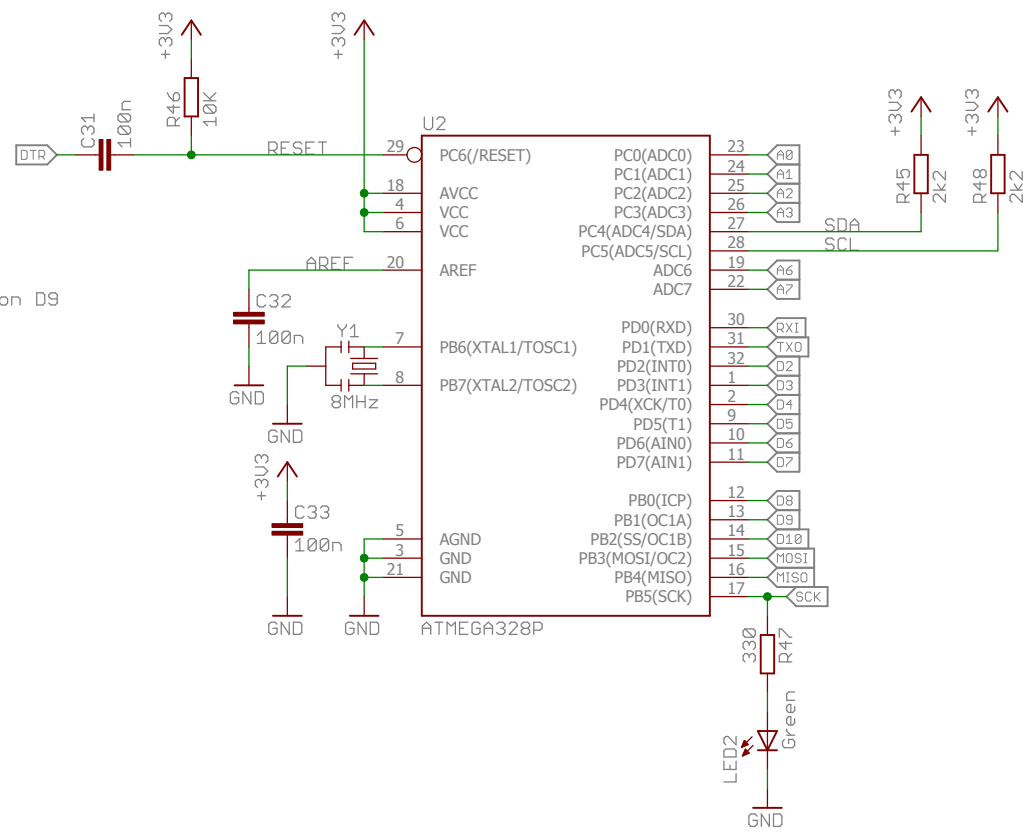 +3V3
+3V3
R46
10K
C31
100n
DTR
RESET
U2
29 PC6(/RESET)
18 AVCC
4 VCC
6 VCC
AREF
20 AREF
on D9
C32
100n
GND
Y1
7 PB6(XTAL1/TOSC1)
8 PB7(XTAL2/TOSC2)
8MHz
GND
+3V3
C33
100n
GND
5 AGND
3 GND
21 GND
GND
ATMEGA328P
PC0(ADC0) 23 A0
PC1(ADC1) 24 A1
PC2(ADC2) 25 A2
PC3(ADC3) 26 A3
PC4(ADC4/SDA) 27 SDA
PC5(ADC5/SCL) 28 SCL
ADC6 19 A6
ADC7 22 A7
PD0(RXD) 30 RXI
PD1(TXD) 31 TXO
PD2(INT0) 32 D2
PD3(INT1) 1 D3
PD4(XCK/T0) 2 D4
PD5(T1) 9 D5
PD6(AIN0) 10 D6
PD7(AIN1) 11 D7
PB0(ICP) 12 D8
PB1(OC1A) 13 D9
PB2(SS/OC1B) 14 D10
PB3(MOSI/OC2) 15 MOSI
PB4(MISO) 16 MISO
PB5(SCK) 17 SCK
+3V3
R45
2k2
+3V3
R48
2k2
330
R47
LED2
Green
GND